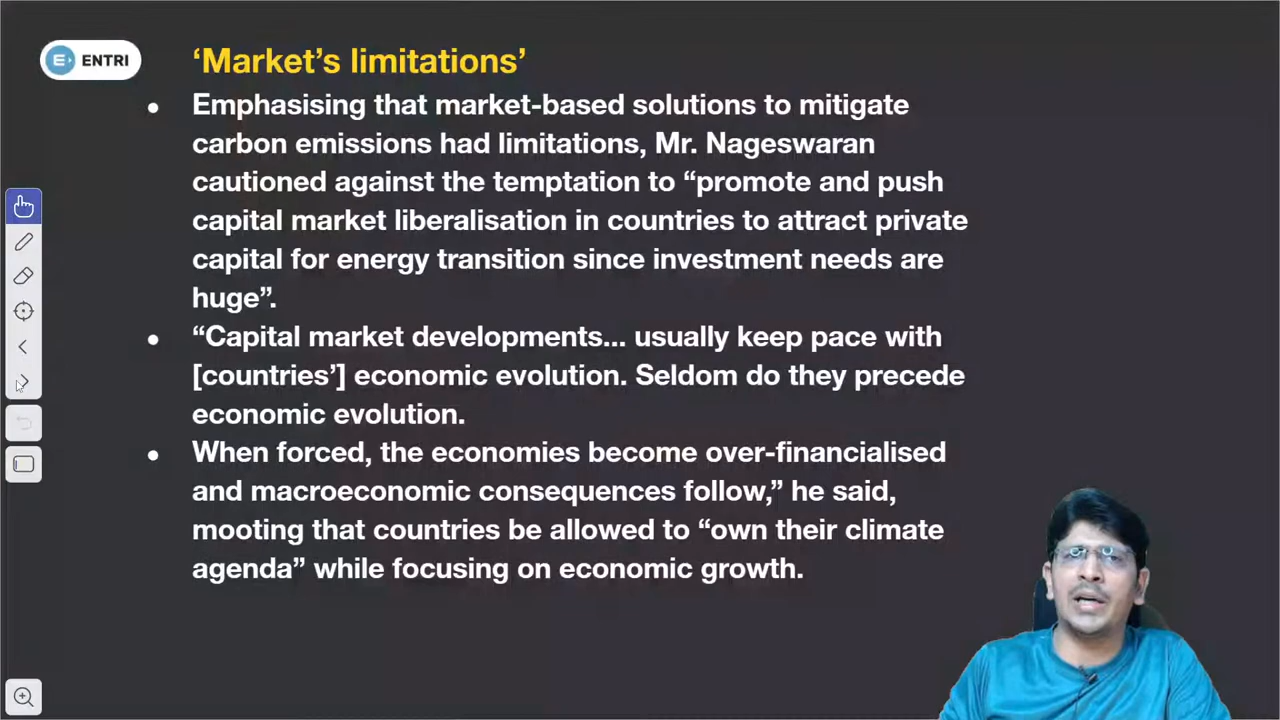 ENTRI
‘Market’s limitations’
• Emphasising that market-based solutions to mitigate
carbon emissions had limitations, Mr. Nageswaran
cautioned against the temptation to “promote and push
capital market liberalisation in countries to attract private
capital for energy transition since investment needs are
huge”.
• “Capital market developments... usually keep pace with
[countries’] economic evolution. Seldom do they precede
economic evolution.
• When forced, the economies become over-financialised
and macroeconomic consequences follow,” he said,
mooting that countries be allowed to “own their climate
agenda” while focusing on economic growth.